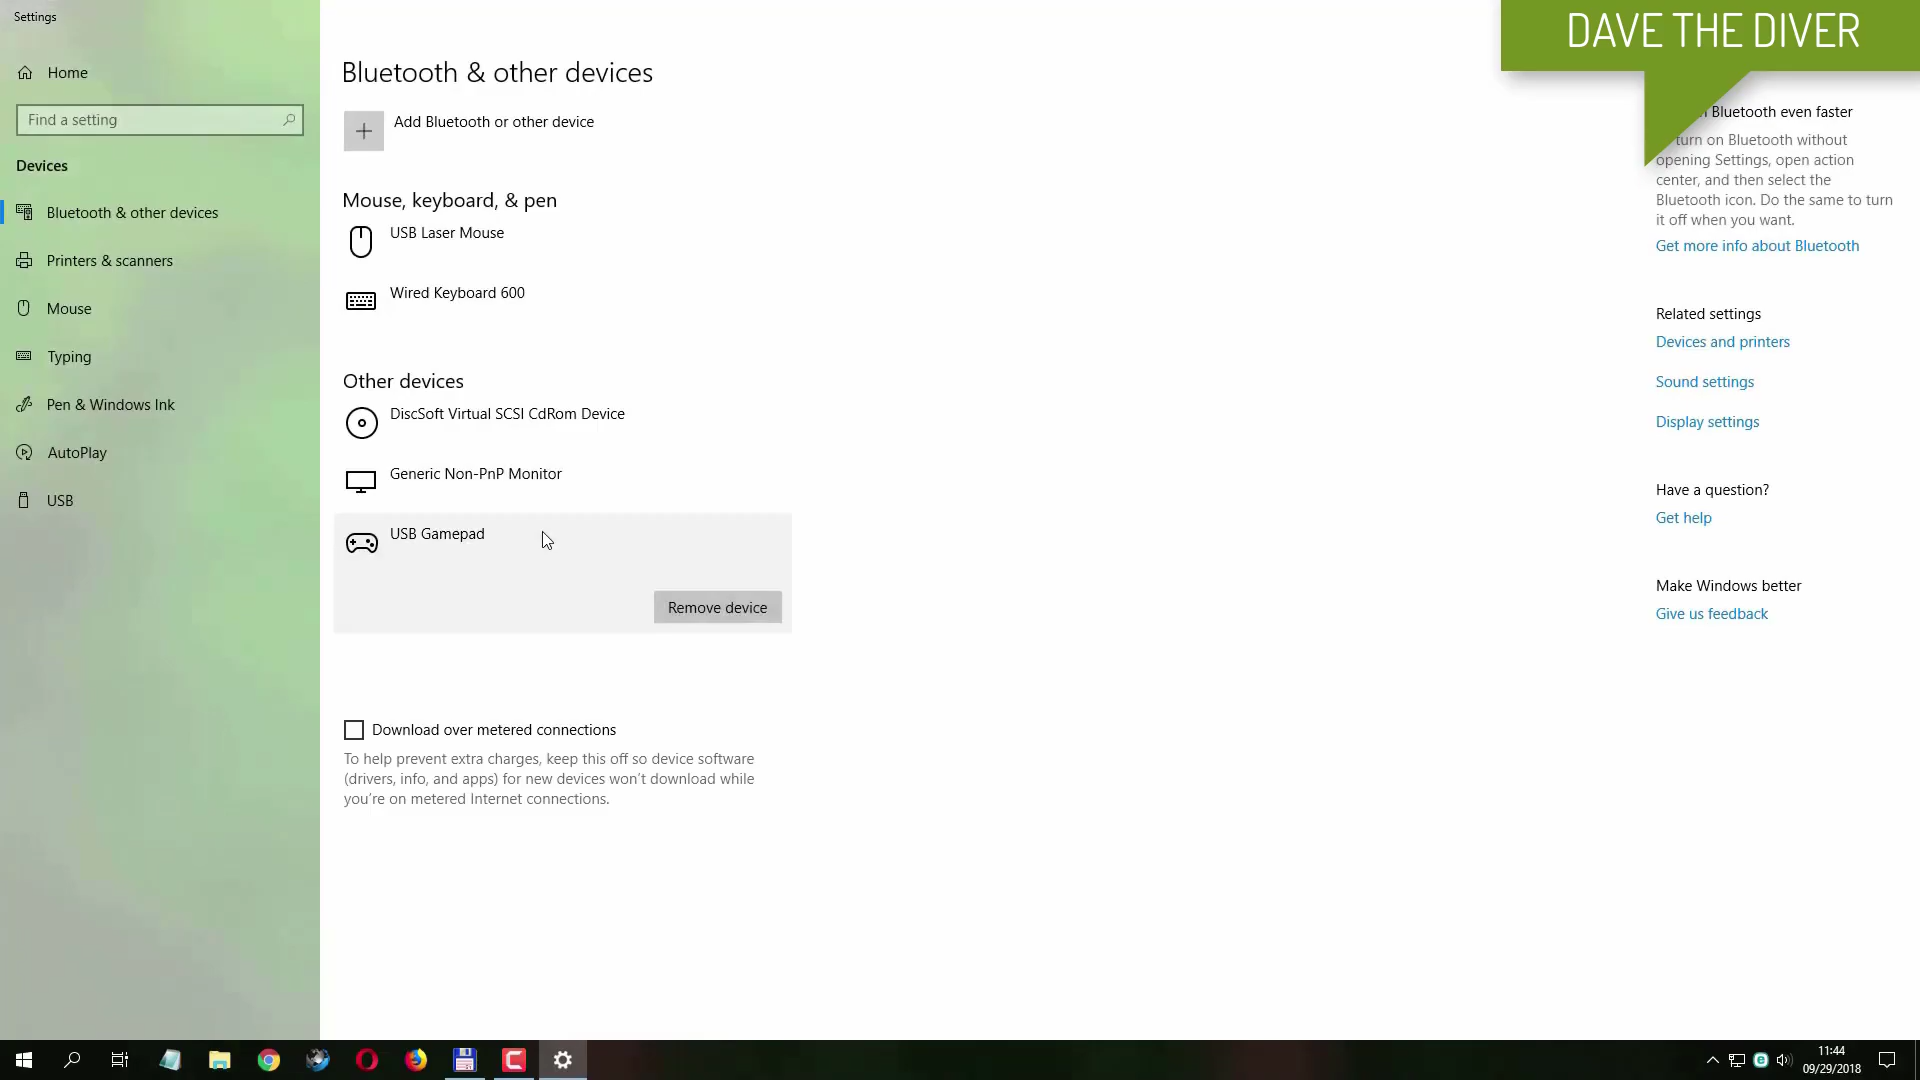 Settings
DAVE THE DIVER
Home
Find a setting
Devices
Bluetooth & other devices
Printers & scanners
Mouse
Typing
Pen & Windows Ink
AutoPlay
USB
Bluetooth & other devices
Add Bluetooth or other device
Mouse, keyboard, & pen
USB Laser Mouse
Wired Keyboard 600
Other devices
DiscSoft Virtual SCSI CdRom Device
Generic Non-PnP Monitor
USB Gamepad
Remove device
Download over metered connections
To help prevent extra charges, keep this off so device software
(drivers, info, and apps) for new devices won't download while
you're on metered Internet connections.
Bluetooth even faster
turn on Bluetooth without
opening Settings, open action
center, and then select the
Bluetooth icon. Do the same to turn
it off when you want.
Get more info about Bluetooth
Related settings
Devices and printers
Sound settings
Display settings
Have a question?
Get help
Make Windows better
Give us feedback
11:44
09/29/2018